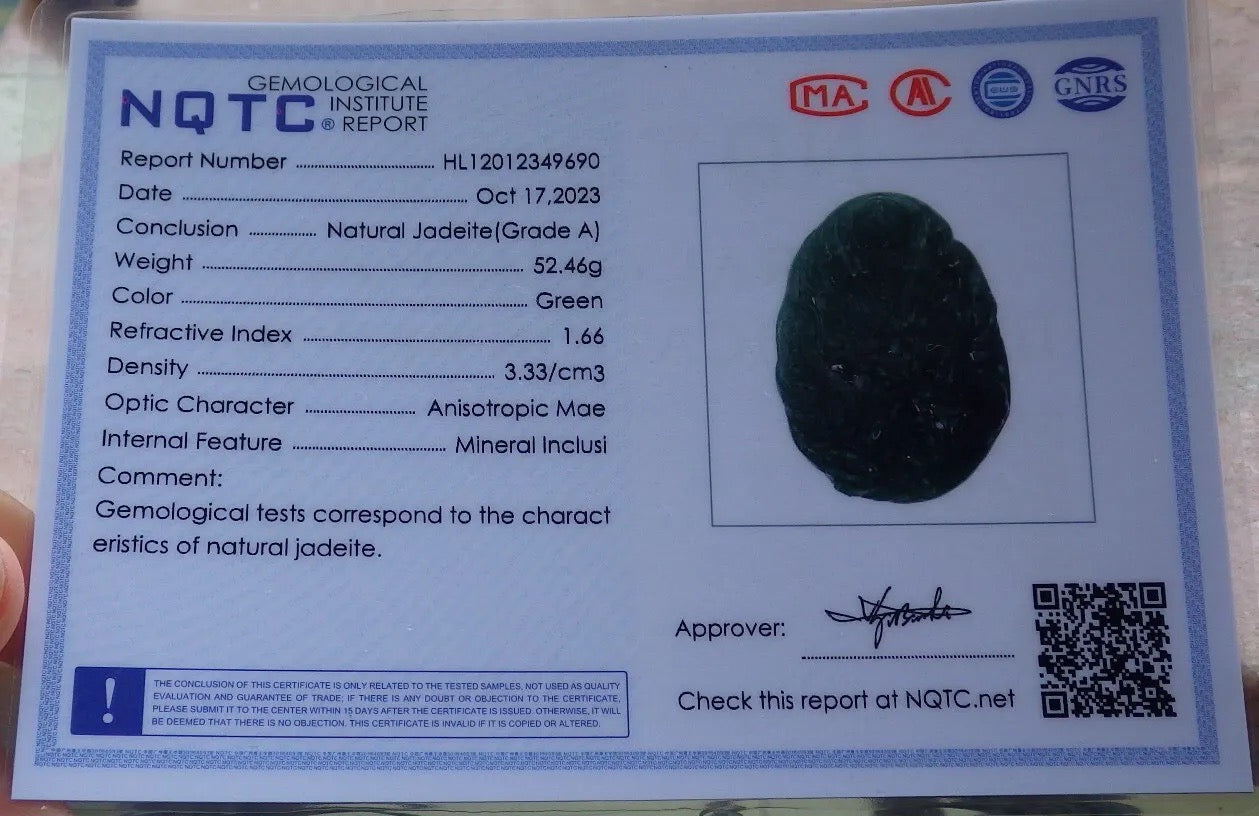 GEMOLOGICAL
NQTC® INSTITUTE
REPORT
MA
AL
GNRS
Report Number ........ HL12012349690
Date ........ Oct 17,2023
Conclusion ........ Natural Jadeite(Grade A)
Weight ........ 52.46g
Color ........ Green
Refractive Index ........ 1.66
Density ........ 3.33/cm3
Optic Character ........ Anisotropic Mae
Internal Feature ........ Mineral Inclusi
Comment:
Gemological tests correspond to the charact
eristics of natural jadeite.
Approver:
Check this report at NQTC.net
! THE CONCLUSION OF THIS CERTIFICATE IS ONLY RELATED TO THE TESTED SAMPLES, NOT USED AS QUALITY
EVALUATION AND GUARANTEE OF TRADE; IF THERE IS ANY DOUBT OR OBJECTION TO THE CERTIFICATE,
PLEASE SUBMIT IT TO THE CENTER WITHIN 15 DAYS AFTER THE CERTIFICATE IS ISSUED. OTHERWISE, IT WILL
BE DEEMED THAT THERE IS NO OBJECTION. THIS CERTIFICATE IS INVALID IF IT IS COPIED OR ALTERED.